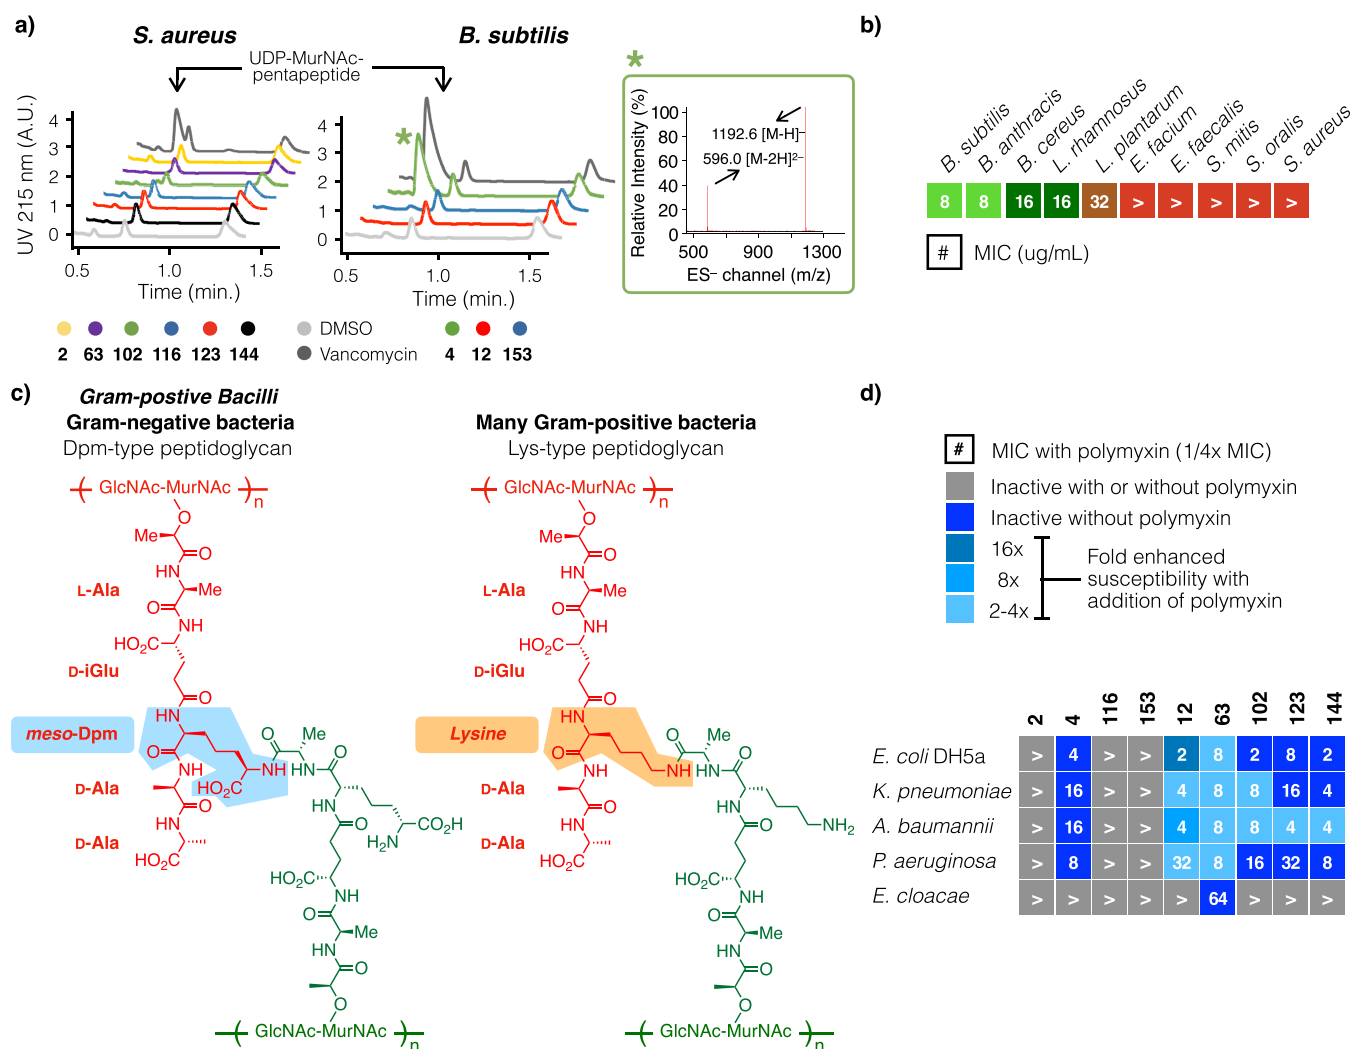 a)
S. aureus
B. subtilis
UDP-MurNAc-
pentapeptide
UV 215 nm (A.U.)
4
3
2
1
0
0.5
1.0
1.5
Time (min.)
4
3
2
1
0
0.5
1.0
1.5
Time (min.)
*
*
Relative Intensity (%)
100
80
60
40
20
0
1192.6 [M-H]–
596.0 [M-2H]2–
500
900
1300
ES– channel (m/z)
2 63 102 116 123 144
DMSO
Vancomycin
4 12 153
b)
B. subtilis
B. anthracis
B. cereus
L. rhamnosus
L. plantarum
E. facium
E. faecalis
S. mitis
S. oralis
S. aureus
8 8 16 16 32 > > > > >
# MIC (ug/mL)
c)
Gram-postive Bacilli
Gram-negative bacteria
Dpm-type peptidoglycan
GlcNAc-MurNAc
n
O
Me
O
HN
L-Ala
Me
O
NH
HO2C
D-iGlu
O
HN
meso-Dpm
O
NH
HN
HO2C
D-Ala
O
HN
D-Ala
HO2C
Me
O
O
HN
HN
CO2H
H2N
O
HO2C
NH
O
Me
HN
O
O
GlcNAc-MurNAc
n
Many Gram-positive bacteria
Lys-type peptidoglycan
GlcNAc-MurNAc
n
O
Me
O
HN
L-Ala
Me
O
NH
HO2C
D-iGlu
O
HN
Lysine
O
NH
HN
D-Ala
O
HN
D-Ala
HO2C
O
Me
O
HN
NH
NH2
O
HO2C
NH
O
Me
HN
O
O
GlcNAc-MurNAc
n
d)
# MIC with polymyxin (1/4x MIC)
Inactive with or without polymyxin
Inactive without polymyxin
16x
8x
2-4x
Fold enhanced
susceptibility with
addition of polymyxin
2 4 116 153 12 63 102 123 144
E. coli DH5a > 4 > > 2 8 2 8 2
K. pneumoniae > 16 > > 4 8 8 16 4
A. baumannii > 16 > > 4 8 8 4 4
P. aeruginosa > 8 > > 32 8 16 32 8
E. cloacae > > > > > 64 > > >